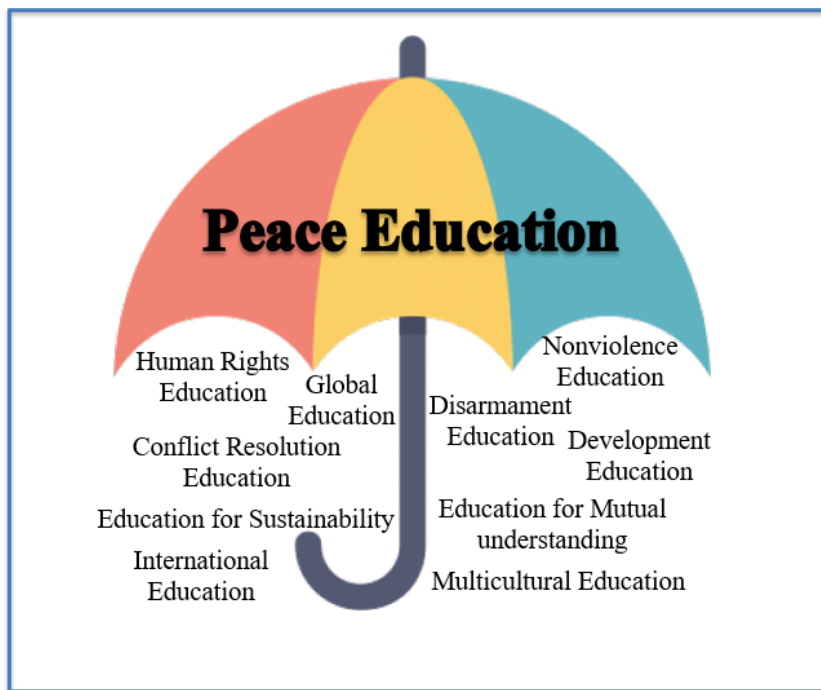 Peace Education
Human Rights
Education
Global
Education
Conflict Resolution
Education
Education for Sustainability
International
Education
Nonviolence
Education
Disarmament
Education
Development
Education
Education for Mutual
understanding
Multicultural Education